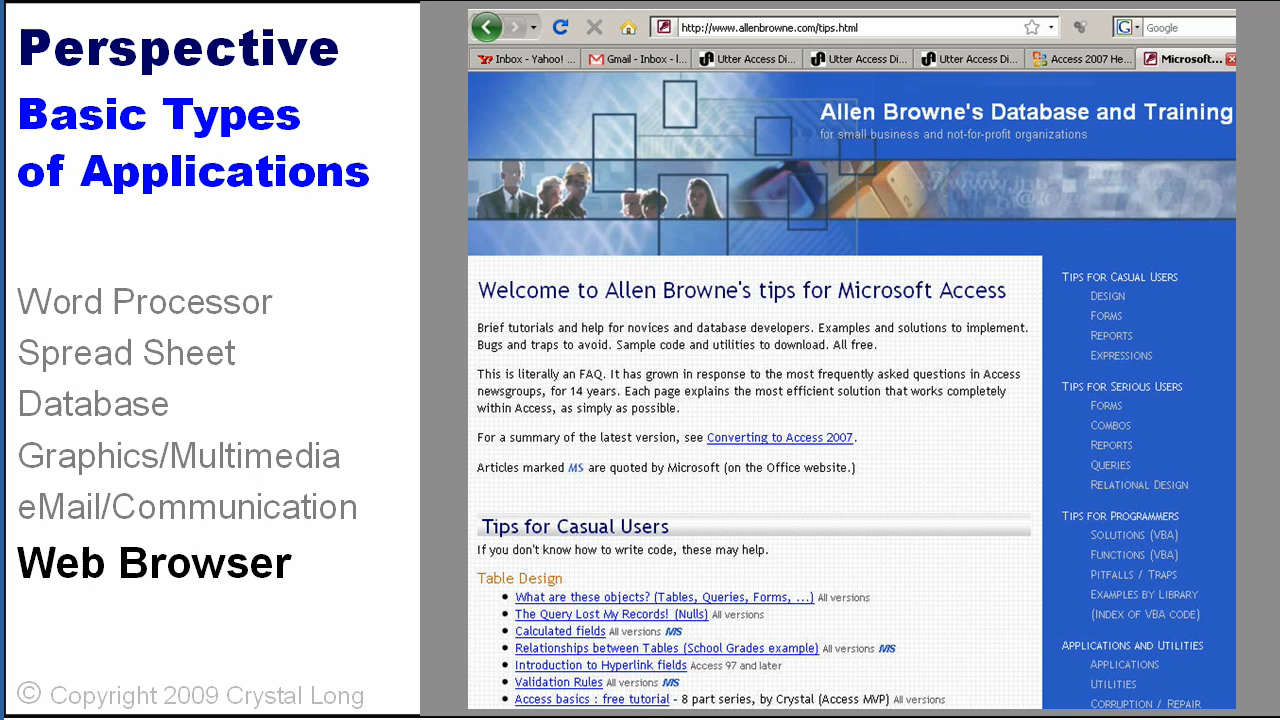 Perspective
Basic Types
of Applications
Word Processor
Spread Sheet
Database
Graphics/Multimedia
eMail/Communication
Web Browser
© Copyright 2009 Crystal Long
http://www.allenbrowne.com/tips.html
Google
Inbox - Yahoo! ...
Gmail - Inbox - l...
Utter Access Di...
Utter Access Di...
Utter Access Di...
Access 2007 He...
Microsoft...
Allen Browne's Database and Training
for small business and not-for-profit organizations
Welcome to Allen Browne's tips for Microsoft Access
Brief tutorials and help for novices and database developers. Examples and solutions to implement.
Bugs and traps to avoid. Sample code and utilities to download. All free.
This is literally an FAQ. It has grown in response to the most frequently asked questions in Access
newsgroups, for 14 years. Each page explains the most efficient solution that works completely
within Access, as simply as possible.
For a summary of the latest version, see Converting to Access 2007.
Articles marked MS are quoted by Microsoft (on the Office website.)
Tips for Casual Users
If you don't know how to write code, these may help.
Table Design
• What are these objects? (Tables, Queries, Forms, ...) All versions
• The Query Lost My Records! (Nulls) All versions
• Calculated fields All versions MS
• Relationships between Tables (School Grades example) All versions MS
• Introduction to Hyperlink fields Access 97 and later
• Validation Rules All versions MS
• Access basics : free tutorial - 8 part series, by Crystal (Access MVP) All versions
Tips for Casual Users
Design
Forms
Reports
Expressions
Tips for Serious Users
Forms
Combos
Reports
Queries
Relational Design
Tips for Programmers
Solutions (VBA)
Functions (VBA)
Pitfalls / Traps
Examples by Library
(Index of VBA code)
Applications and Utilities
Applications
Utilities
Corruption / Repair